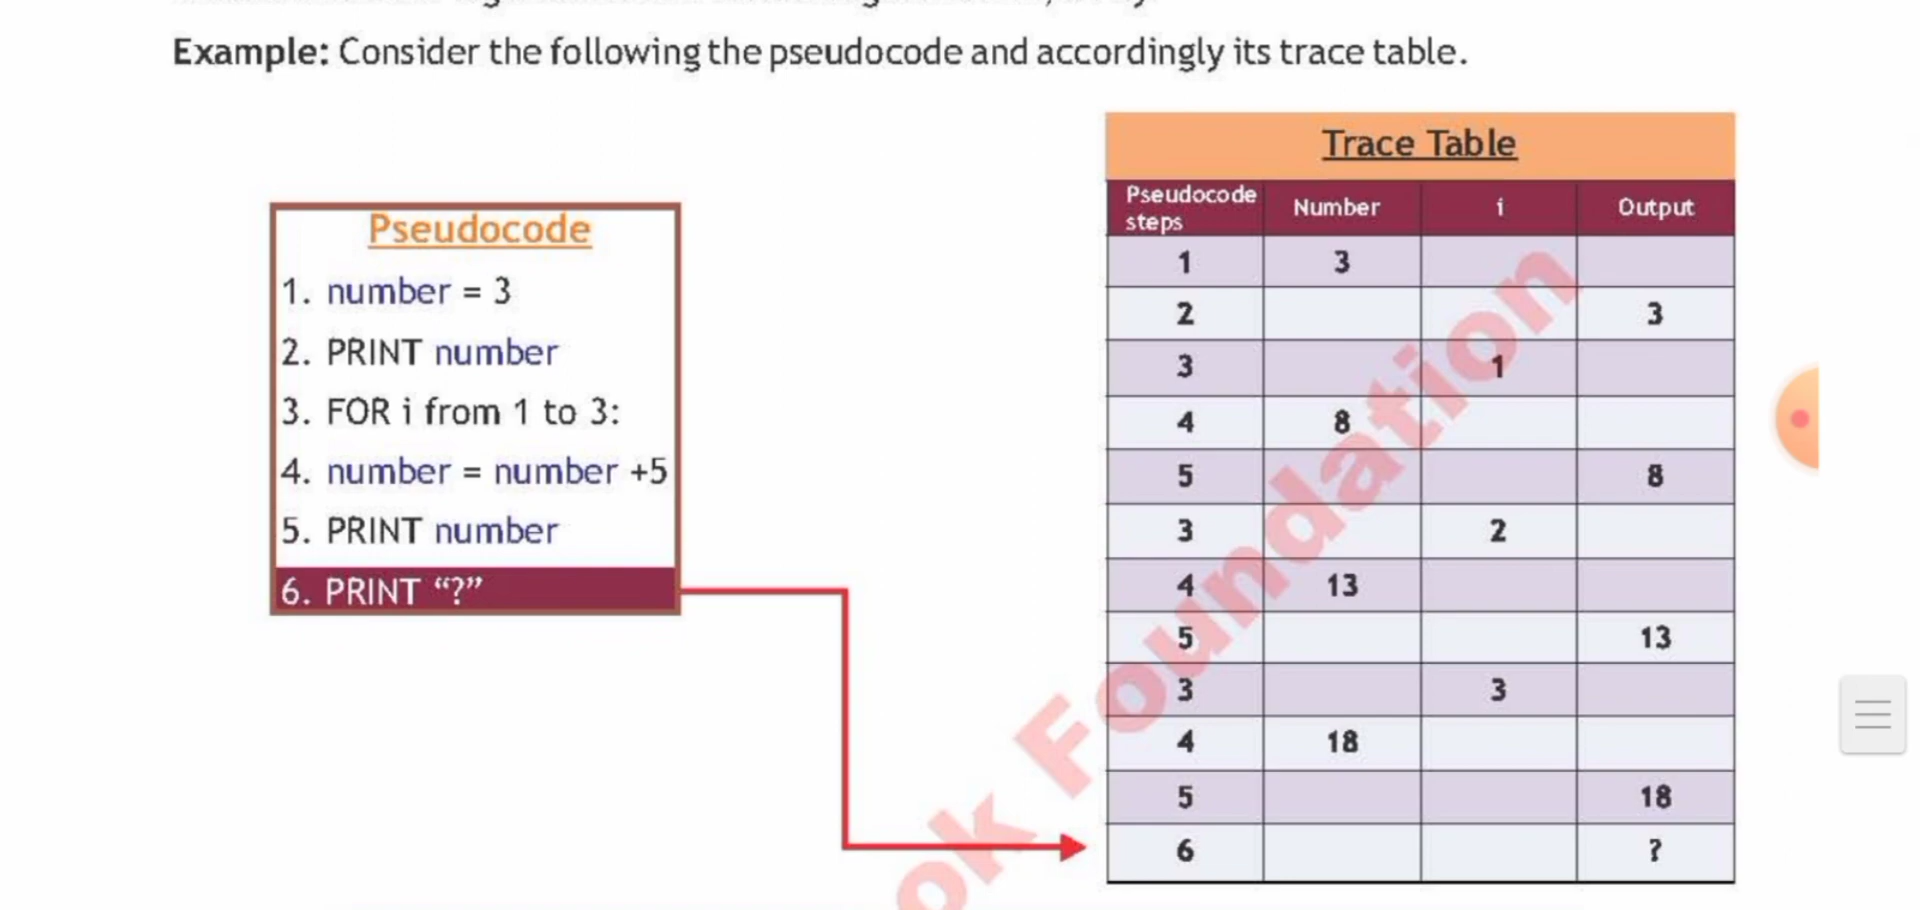 Example: Consider the following the pseudocode and accordingly its trace table.
Pseudocode
1. number = 3
2. PRINT number
3. FOR i from 1 to 3:
4. number = number +5
5. PRINT number
6. PRINT “?”
Trace Table
Pseudocode steps Number i Output
1 3
2 3
3 1
4 8
5 8
3 2
4 13
5 13
3 3
4 18
5 18
6 ?
ok Foundation